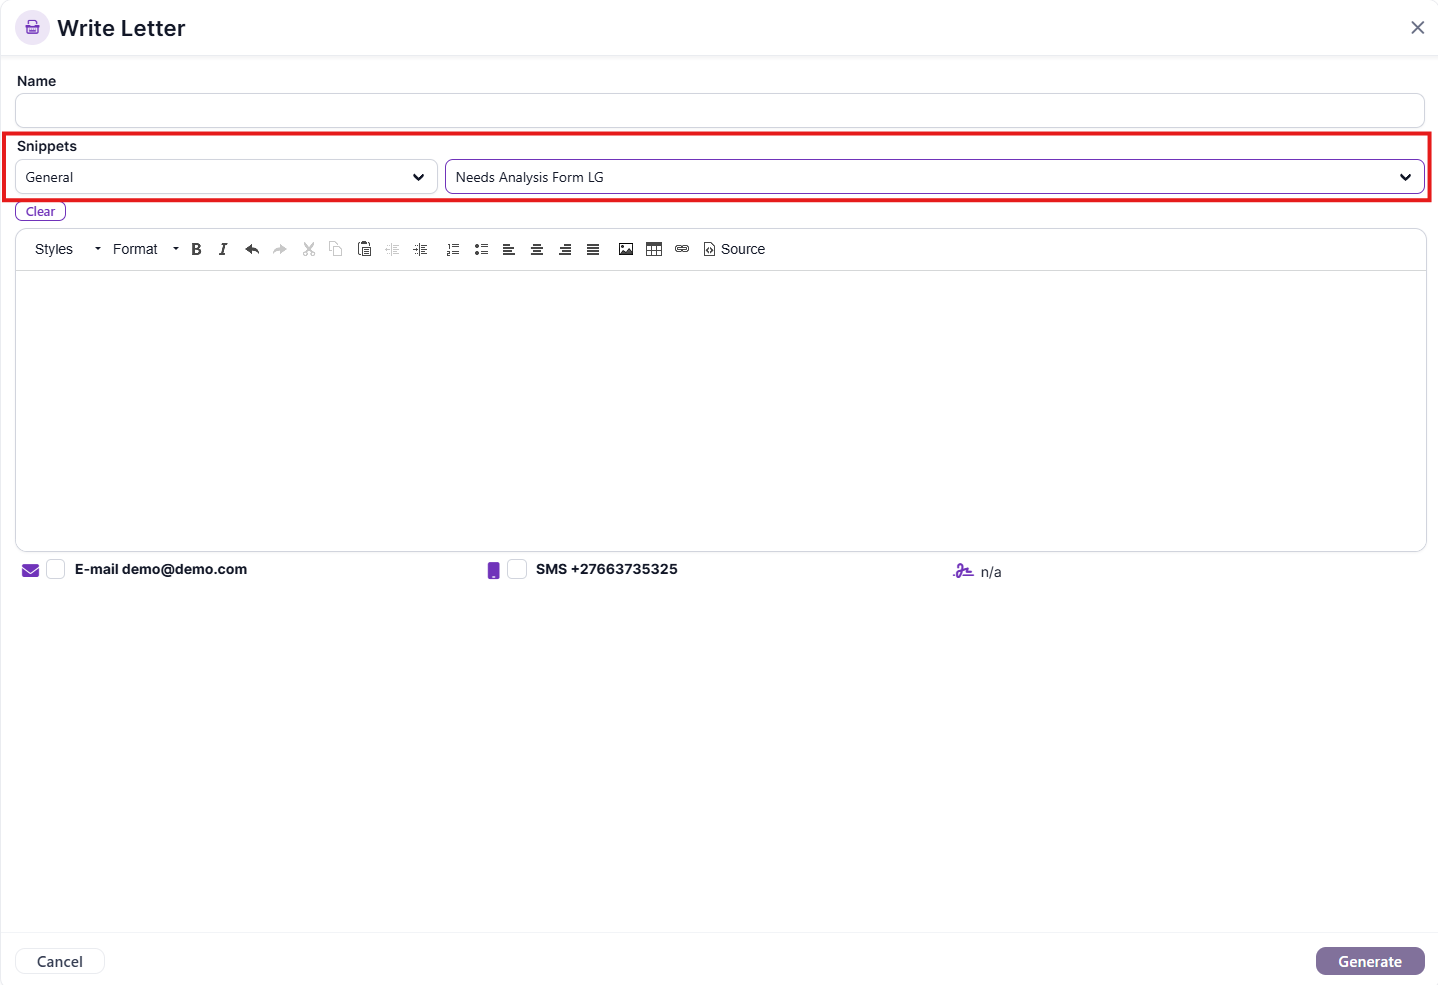 Write Letter
Name
Snippets
General
Needs Analysis Form LG
Clear
Styles Format B I Source
E-mail demo@demo.com SMS +27663735325 n/a
Cancel Generate